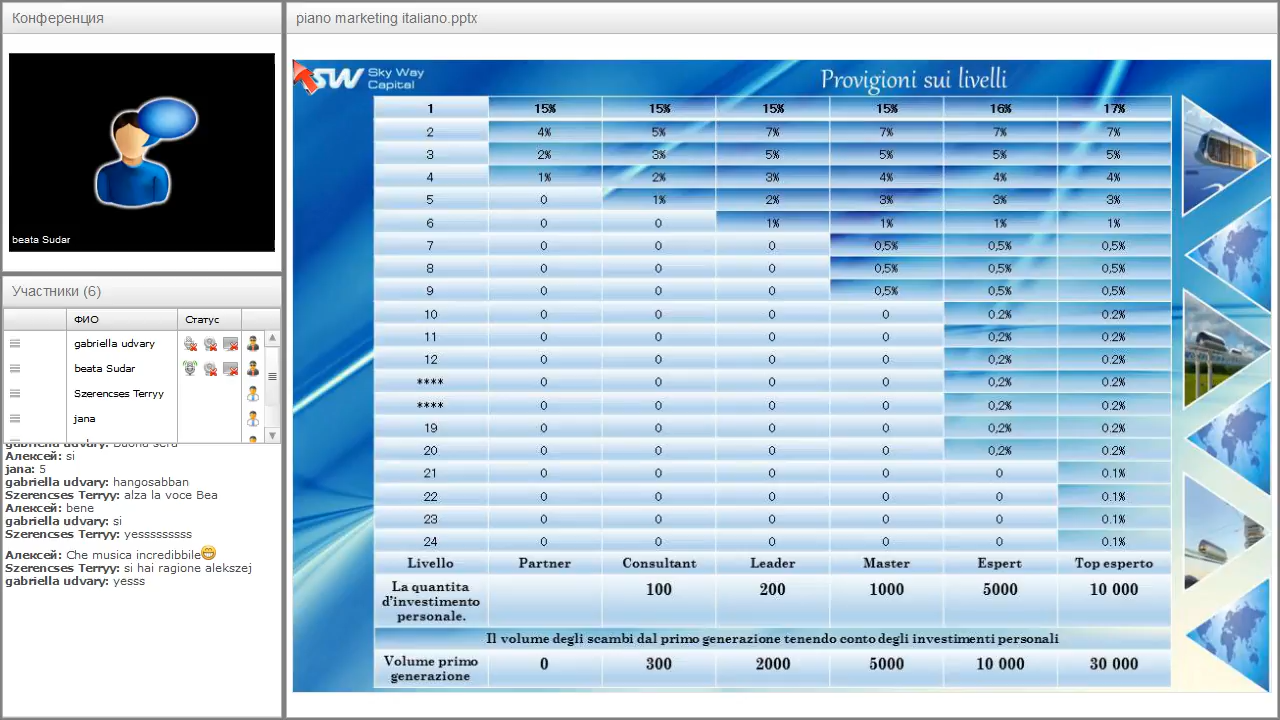 Конференция
beata Sudar
Участники (6)
ФИО Статус
gabriella udvary
beata Sudar
Szerencses Terryy
jana
gabriella udvary: Buona sera
Алексей: si
jana: 5
gabriella udvary: hangosabban
Szerencses Terryy: alza la voce Bea
Алексей: bene
gabriella udvary: si
Szerencses Terryy: yesssssssss
Алексей: Che musica incredibbile
Szerencses Terryy: si hai ragione alekszej
gabriella udvary: yesss
piano marketing italiano.pptx
SW Sky Way
Capital
Provigioni sui livelli
1 15% 15% 15% 15% 16% 17%
2 4% 5% 7% 7% 7% 7%
3 2% 3% 5% 5% 5% 5%
4 1% 2% 3% 4% 4% 4%
5 0 1% 2% 3% 3% 3%
6 0 0 1% 1% 1% 1%
7 0 0 0 0,5% 0,5% 0,5%
8 0 0 0 0,5% 0,5% 0,5%
9 0 0 0 0,5% 0,5% 0,5%
10 0 0 0 0 0.2% 0.2%
11 0 0 0 0 0,2% 0.2%
12 0 0 0 0 0,2% 0.2%
**** 0 0 0 0 0,2% 0.2%
**** 0 0 0 0 0,2% 0.2%
19 0 0 0 0 0,2% 0.2%
20 0 0 0 0 0,2% 0.2%
21 0 0 0 0 0 0.1%
22 0 0 0 0 0 0.1%
23 0 0 0 0 0 0.1%
24 0 0 0 0 0 0.1%
Livello Partner Consultant Leader Master Espert Top esperto
La quantita
d'investimento
personale.
100 200 1000 5000 10 000
Il volume degli scambi dal primo generazione tenendo conto degli investimenti personali
Volume primo
generazione
0 300 2000 5000 10 000 30 000